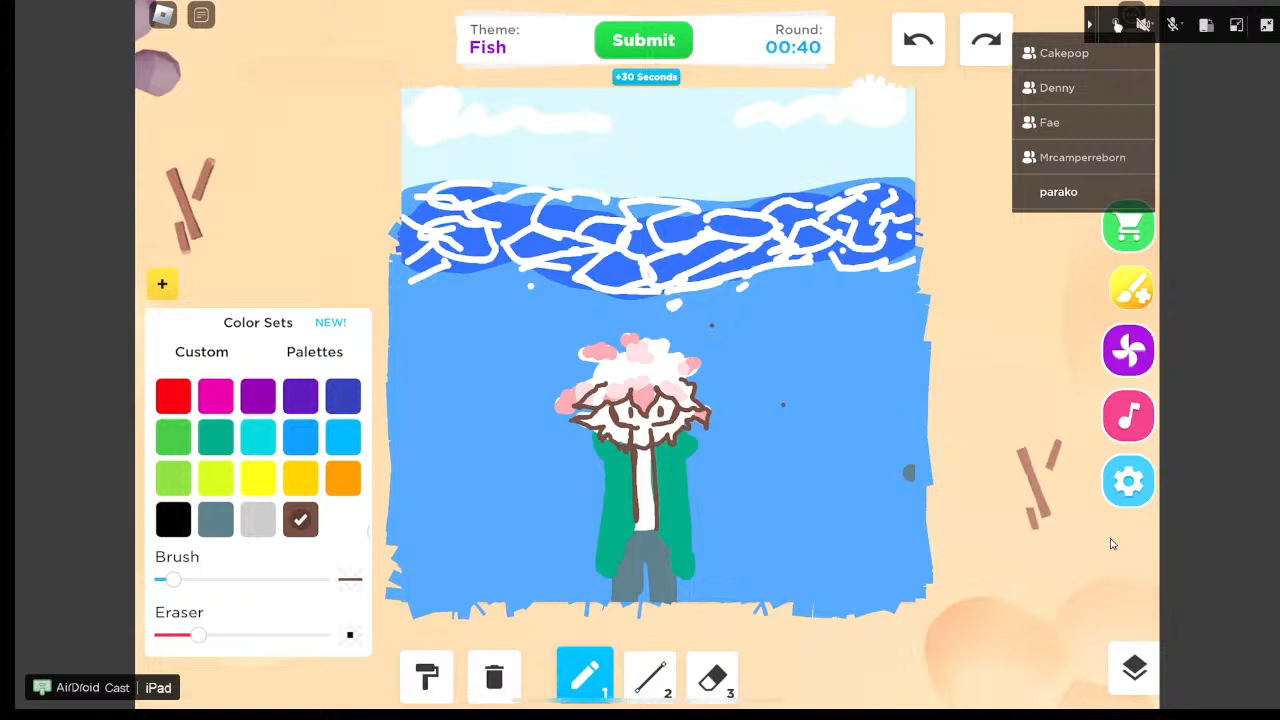 Theme:
Fish
Submit
Round:
00:40
+30 Seconds
Cakepop
Denny
Fae
Mrcamperreborn
parako
+
Color Sets NEW!
Custom Palettes
Brush
Eraser
1
2
3
AirDroid Cast | iPad